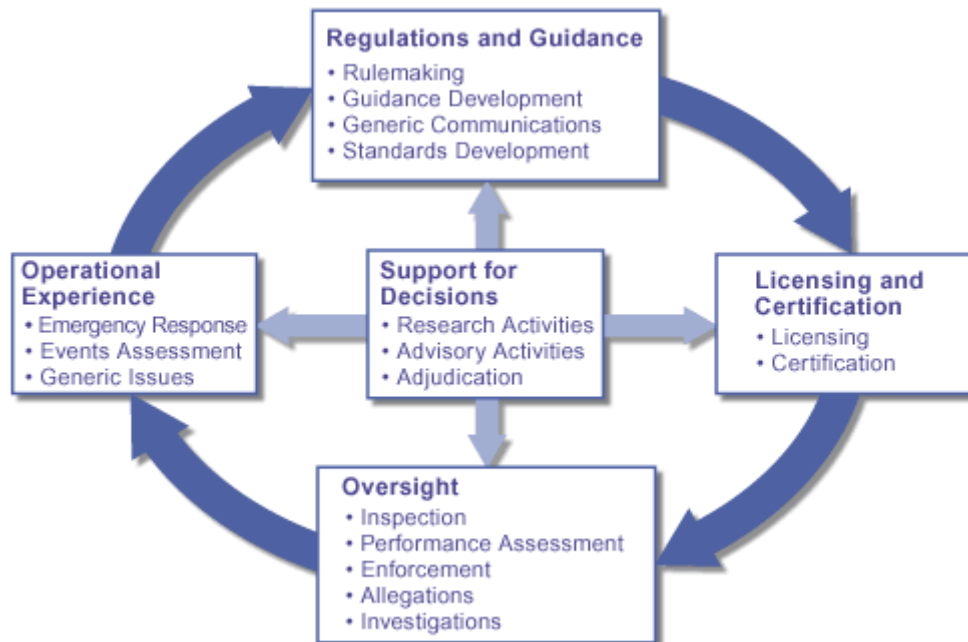 Regulations and Guidance
• Rulemaking
• Guidance Development
• Generic Communications
• Standards Development
Operational
Experience
• Emergency Response
• Events Assessment
• Generic Issues
Support for
Decisions
• Research Activities
• Advisory Activities
• Adjudication
Licensing and
Certification
• Licensing
• Certification
Oversight
• Inspection
• Performance Assessment
• Enforcement
• Allegations
• Investigations